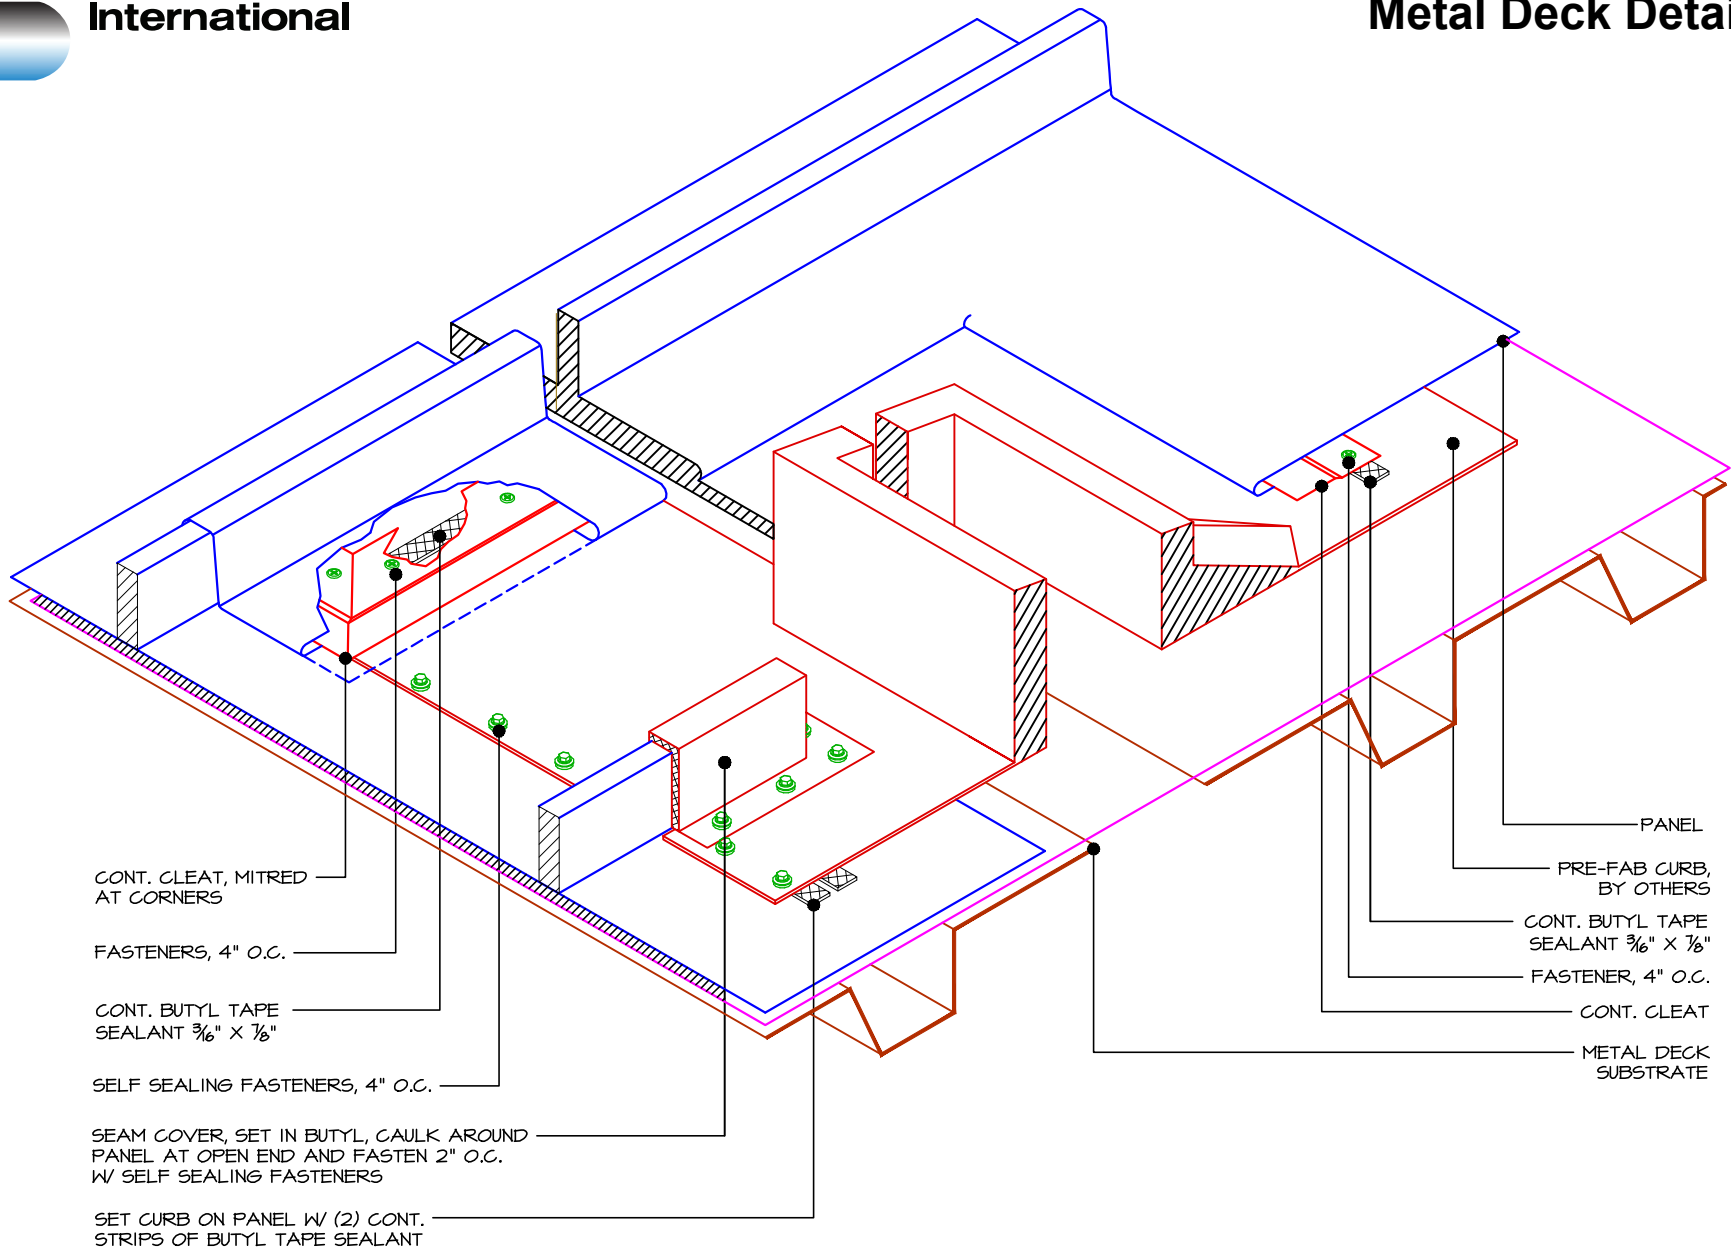 International
Metal Deck Detai
CONT. CLEAT, MITRED
AT CORNERS
FASTENERS, 4" O.C.
CONT. BUTYL TAPE
SEALANT 3/16" X 7/8"
SELF SEALING FASTENERS, 4" O.C.
SEAM COVER, SET IN BUTYL, CAULK AROUND
PANEL AT OPEN END AND FASTEN 2" O.C.
W/ SELF SEALING FASTENERS
SET CURB ON PANEL W/ (2) CONT.
STRIPS OF BUTYL TAPE SEALANT
PANEL
PRE-FAB CURB,
BY OTHERS
CONT. BUTYL TAPE
SEALANT 3/16" X 7/8"
FASTENER, 4" O.C.
CONT. CLEAT
METAL DECK
SUBSTRATE